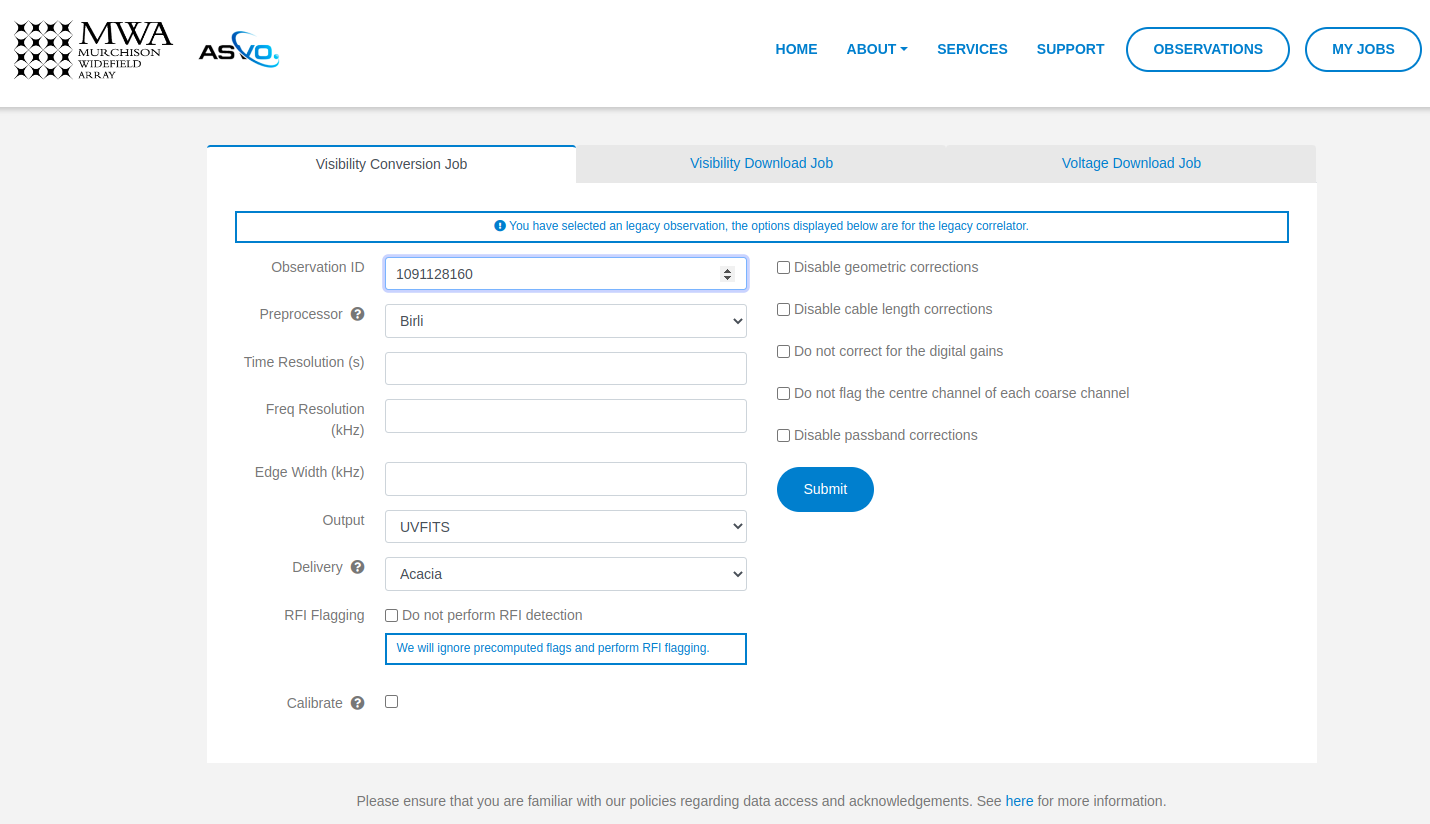 MWA
MURCHISON
WIDEFIELD
ARRAY
ASVO
HOME ABOUT SERVICES SUPPORT OBSERVATIONS MY JOBS
Visibility Conversion Job Visibility Download Job Voltage Download Job
You have selected an legacy observation, the options displayed below are for the legacy correlator.
Observation ID 1091128160
Preprocessor Birli
Time Resolution (s)
Freq Resolution
(kHz)
Edge Width (kHz)
Output UVFITS
Delivery Acacia
RFI Flagging Do not perform RFI detection
We will ignore precomputed flags and perform RFI flagging.
Calibrate
Disable geometric corrections
Disable cable length corrections
Do not correct for the digital gains
Do not flag the centre channel of each coarse channel
Disable passband corrections
Submit
Please ensure that you are familiar with our policies regarding data access and acknowledgements. See here for more information.